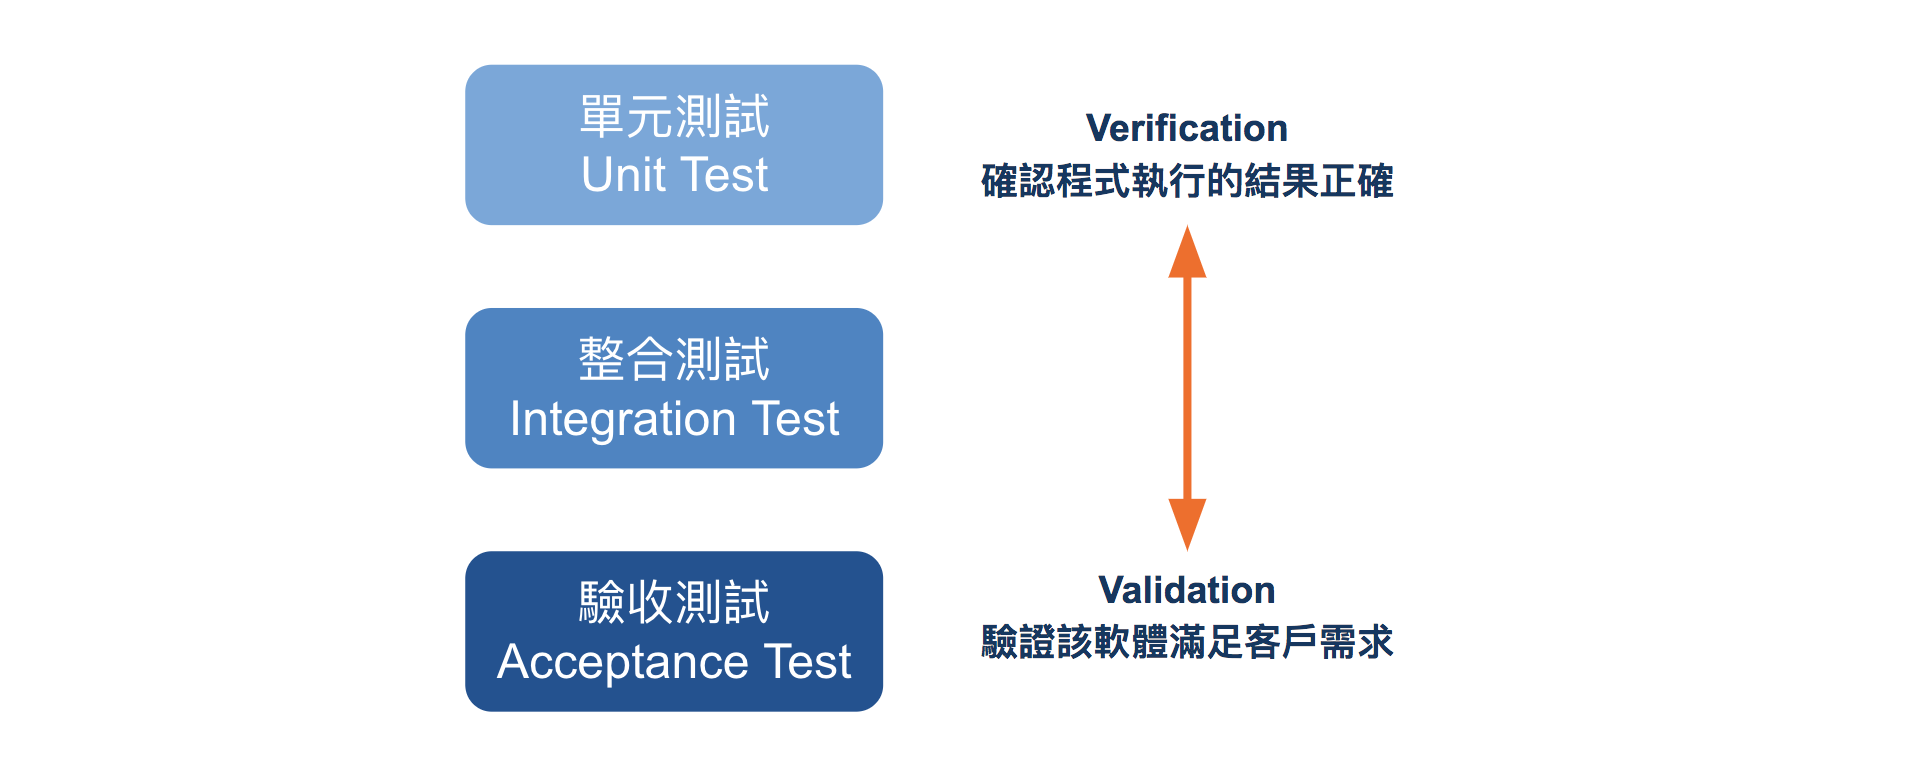 單元測試
Unit Test
Verification
確認程式執行的結果正確
整合測試
Integration Test
驗收測試
Acceptance Test
Validation
驗證該軟體滿足客戶需求